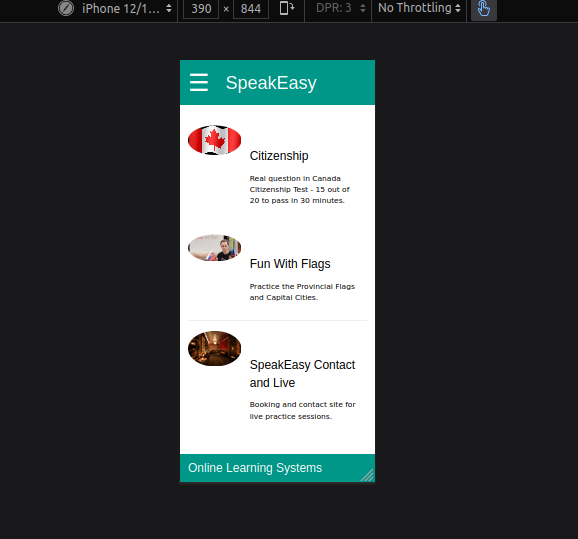 iPhone 12/1... 390 × 844 DPR: 3 No Throttling
SpeakEasy
Citizenship
Real question in Canada
Citizenship Test - 15 out of
20 to pass in 30 minutes.
Fun With Flags
Practice the Provincial Flags
and Capital Cities.
SpeakEasy Contact
and Live
Booking and contact site for
live practice sessions.
Online Learning Systems